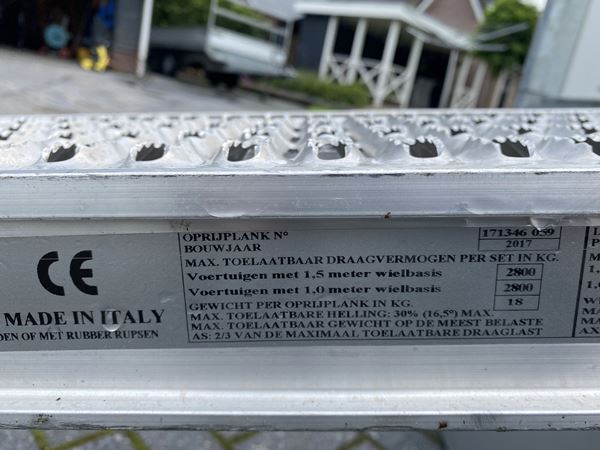 CE
MADE IN ITALY
DEN OF MET RUBBER RUPSEN
OPRIJPLANK N° 171346 059
BOUWJAAR 2017
MAX. TOELAATBAAR DRAAGVERMOGEN PER SET IN KG.
Voertuigen met 1,5 meter wielbasis 2800
Voertuigen met 1,0 meter wielbasis 2800
GEWICHT PER OPRIJPLANK IN KG. 18
MAX. TOELAATBARE HELLING: 30% (16,5°) MAX.
MAX. TOELAATBAAR GEWICHT OP DE MEEST BELASTE
AS: 2/3 VAN DE MAXIMAAL TOELAATBARE DRAAGLAST